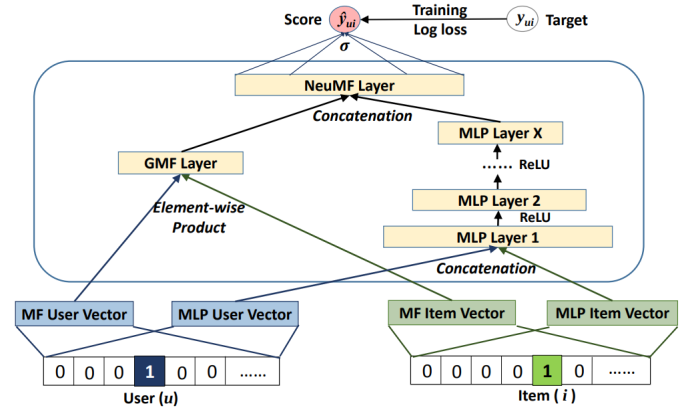 Score
ŷui
Training
Log loss
yui
Target
σ
NeuMF Layer
Concatenation
MLP Layer X
...... ReLU
GMF Layer
MLP Layer 2
ReLU
Element-wise
Product
MLP Layer 1
Concatenation
MF User Vector
MLP User Vector
MF Item Vector
MLP Item Vector
0 0 0 1 0 0 ......
0 0 0 0 1 0 ......
User (u)
Item ( i )